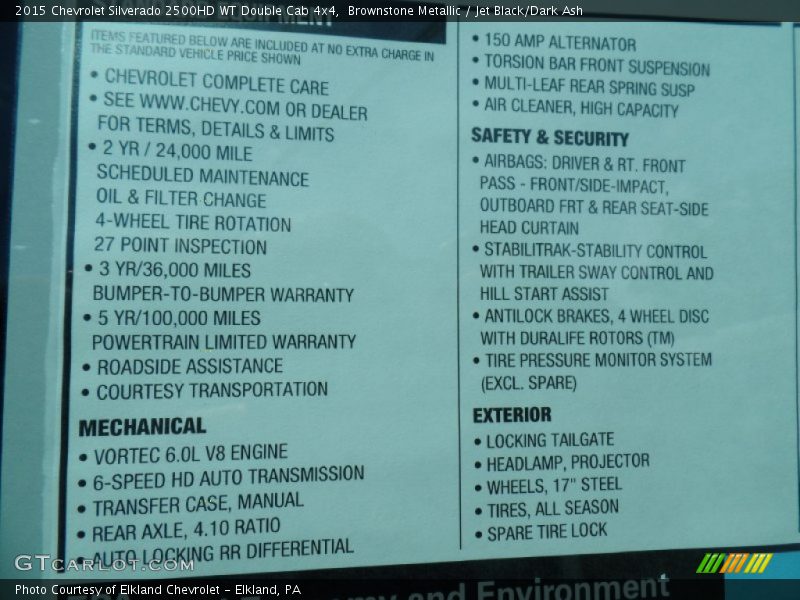 2015 Chevrolet Silverado 2500HD WT Double Cab 4x4, Brownstone Metallic / Jet Black/Dark Ash
EQUIPMENT
ITEMS FEATURED BELOW ARE INCLUDED AT NO EXTRA CHARGE IN
THE STANDARD VEHICLE PRICE SHOWN
• CHEVROLET COMPLETE CARE
• SEE WWW.CHEVY.COM OR DEALER
FOR TERMS, DETAILS & LIMITS
• 2 YR / 24,000 MILE
SCHEDULED MAINTENANCE
OIL & FILTER CHANGE
4-WHEEL TIRE ROTATION
27 POINT INSPECTION
• 3 YR/36,000 MILES
BUMPER-TO-BUMPER WARRANTY
• 5 YR/100,000 MILES
POWERTRAIN LIMITED WARRANTY
• ROADSIDE ASSISTANCE
• COURTESY TRANSPORTATION
MECHANICAL
• VORTEC 6.0L V8 ENGINE
• 6-SPEED HD AUTO TRANSMISSION
• TRANSFER CASE, MANUAL
• REAR AXLE, 4.10 RATIO
• AUTO LOCKING RR DIFFERENTIAL
• 150 AMP ALTERNATOR
• TORSION BAR FRONT SUSPENSION
• MULTI-LEAF REAR SPRING SUSP
• AIR CLEANER, HIGH CAPACITY
SAFETY & SECURITY
• AIRBAGS: DRIVER & RT. FRONT
PASS - FRONT/SIDE-IMPACT,
OUTBOARD FRT & REAR SEAT-SIDE
HEAD CURTAIN
• STABILITRAK-STABILITY CONTROL
WITH TRAILER SWAY CONTROL AND
HILL START ASSIST
• ANTILOCK BRAKES, 4 WHEEL DISC
WITH DURALIFE ROTORS (TM)
• TIRE PRESSURE MONITOR SYSTEM
(EXCL. SPARE)
EXTERIOR
• LOCKING TAILGATE
• HEADLAMP, PROJECTOR
• WHEELS, 17" STEEL
• TIRES, ALL SEASON
• SPARE TIRE LOCK
GTCarLot.com
and Environment
Photo Courtesy of Elkland Chevrolet - Elkland, PA